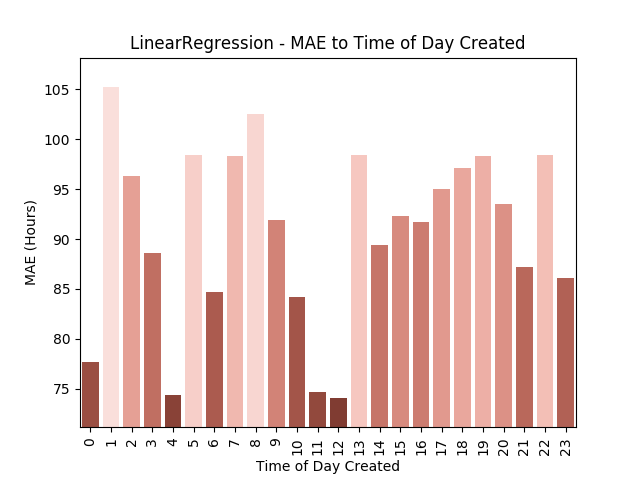 LinearRegression - MAE to Time of Day Created
MAE (Hours)
105
100
95
90
85
80
75
0 1 2 3 4 5 6 7 8 9 10 11 12 13 14 15 16 17 18 19 20 21 22 23
Time of Day Created